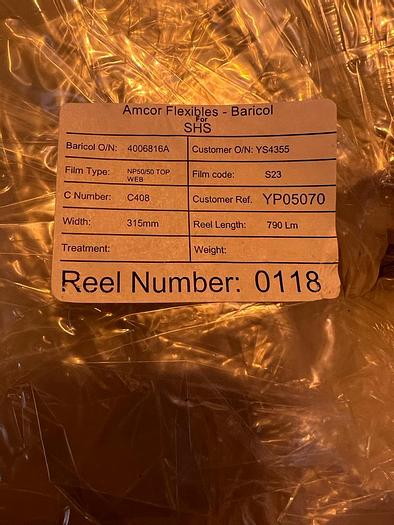 Amcor Flexibles - Baricol
For
SHS
Baricol O/N: 4006816A Customer O/N: YS4355
Film Type: NP50/50 TOP WEB Film code: S23
C Number: C408 Customer Ref. YP05070
Width: 315mm Reel Length: 790 Lm
Treatment: Weight:
Reel Number: 0118